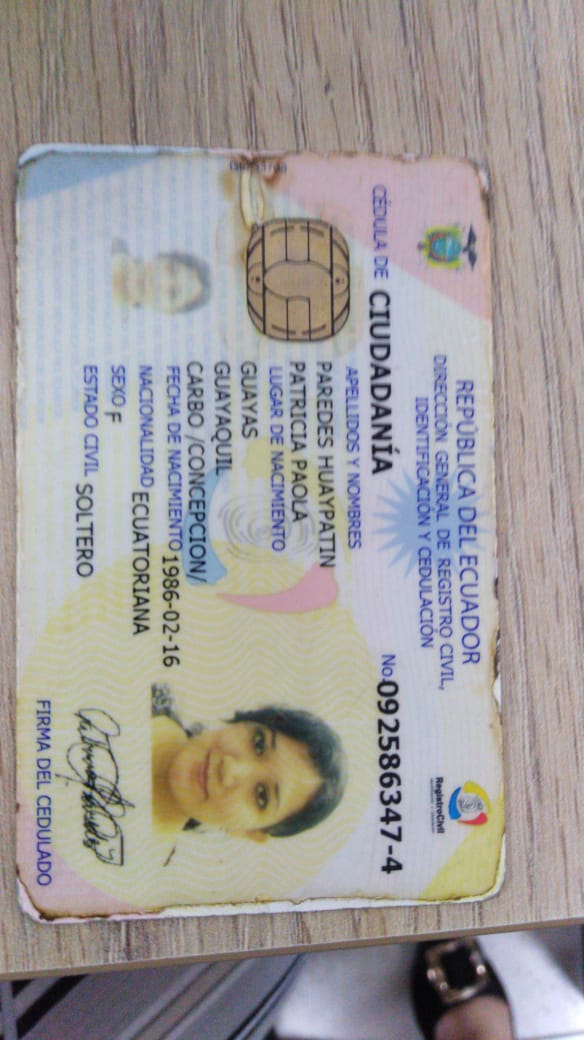 REPÚBLICA DEL ECUADOR
DIRECCIÓN GENERAL DE REGISTRO CIVIL,
IDENTIFICACIÓN Y CEDULACIÓN
RegistroCivil
CÉDULA DE CIUDADANÍA
No. 092586347-4
APELLIDOS Y NOMBRES
PAREDES HUAYPATIN
PATRICIA PAOLA
LUGAR DE NACIMIENTO
GUAYAS
GUAYAQUIL
CARBO /CONCEPCION/
FECHA DE NACIMIENTO 1986-02-16
NACIONALIDAD ECUATORIANA
SEXO F
ESTADO CIVIL SOLTERO
FIRMA DEL CEDULADO